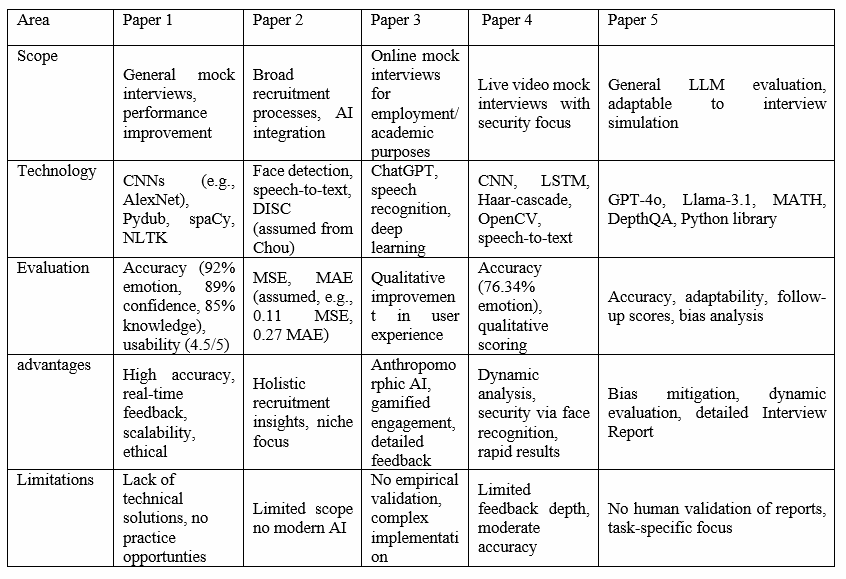 Area
Paper 1
Paper 2
Paper 3
Paper 4
Paper 5
Scope
General mock
interviews,
performance
improvement
Broad
recruitment
processes, AI
integration
Online mock
interviews
for
employment/
academic
purposes
Live video mock
interviews with
security focus
General LLM evaluation,
adaptable to interview
simulation
Technology
CNNs (e.g.,
AlexNet),
Pydub, spaCy,
NLTK
Face detection,
speech-to-text,
DISC
(assumed from
Chou)
ChatGPT,
speech
recognition,
deep
learning
CNN, LSTM,
Haar-cascade,
OpenCV,
speech-to-text
GPT-4o, Llama-3.1, MATH,
DepthQA, Python library
Evaluation
Accuracy (92%
emotion, 89%
confidence, 85%
knowledge),
usability (4.5/5)
MSE, MAE
(assumed, e.g.,
0.11 MSE,
0.27 MAE)
Qualitative
improvemen
t in user
experience
Accuracy
(76.34%
emotion),
qualitative
scoring
Accuracy, adaptability, follow-
up scores, bias analysis
advantages
High accuracy,
real-time
feedback,
scalability,
ethical
Holistic
recruitment
insights, niche
focus
Anthropomo
rphic AI,
gamified
engagement,
detailed
feedback
Dynamic
analysis,
security via face
recognition,
rapid results
Bias mitigation, dynamic
evaluation, detailed Interview
Report
Limitations
Lack of
technical
solutions, no
practice
opportunties
Limited scope
no modern AI
No empirical
validation,
complex
implementati
on
Limited
feedback depth,
moderate
accuracy
No human validation of reports,
task-specific focus